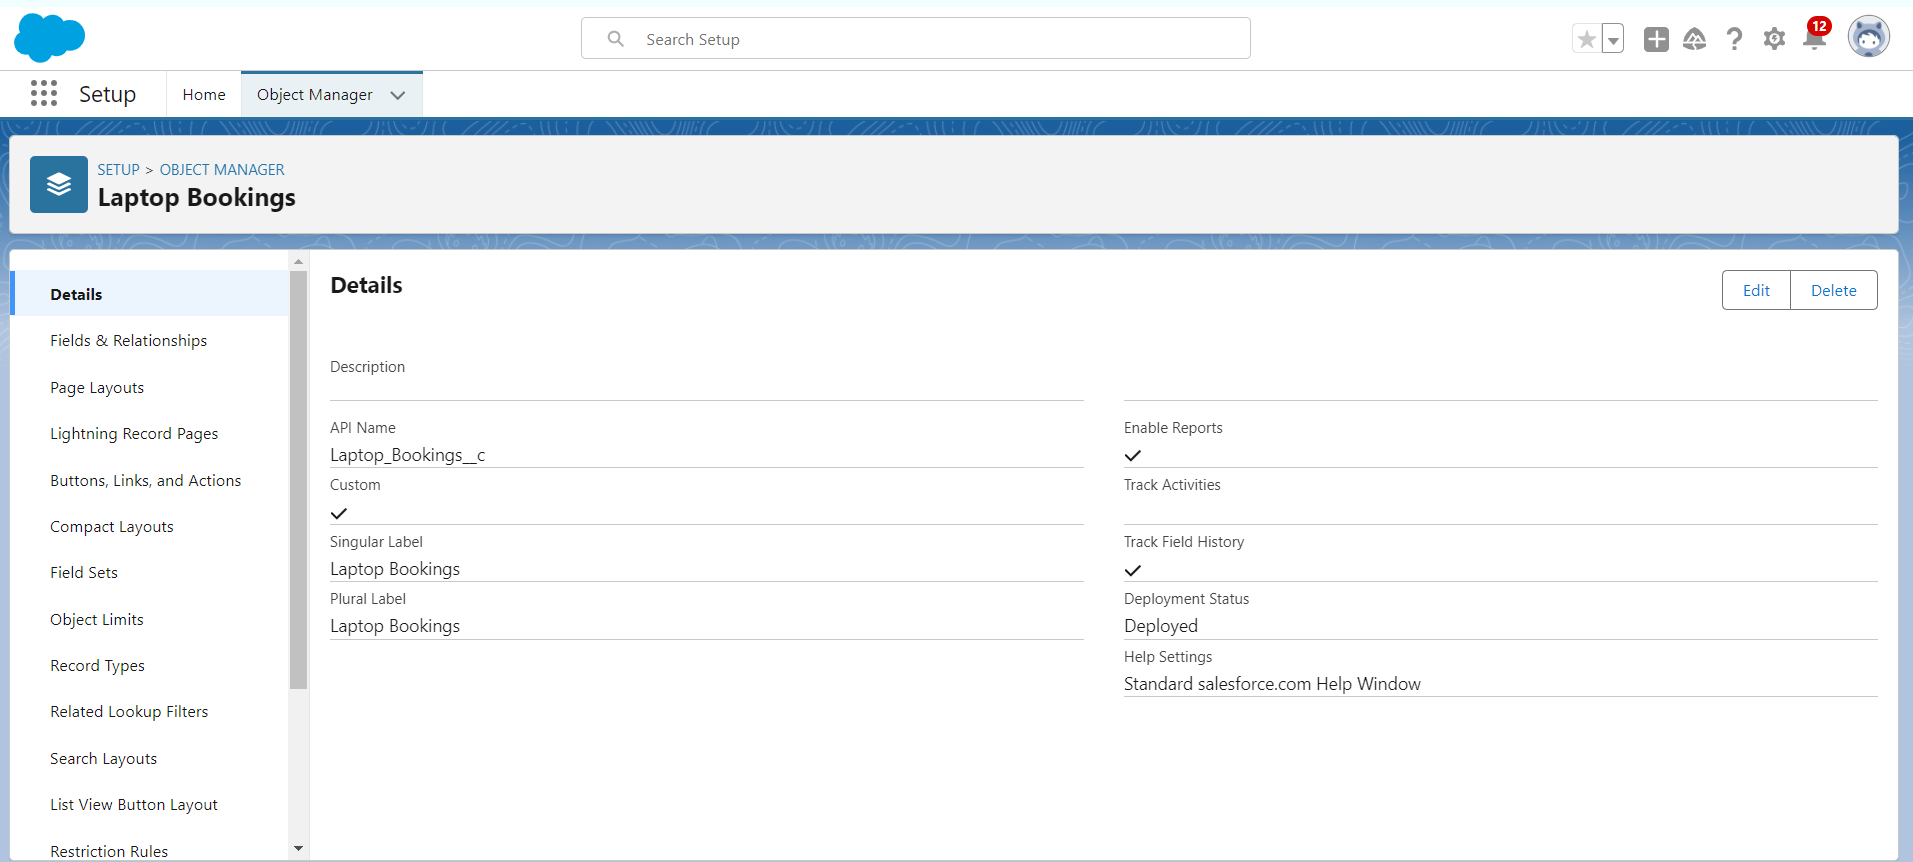 Search Setup
12
Setup
Home
Object Manager
SETUP > OBJECT MANAGER
Laptop Bookings
Details
Fields & Relationships
Page Layouts
Lightning Record Pages
Buttons, Links, and Actions
Compact Layouts
Field Sets
Object Limits
Record Types
Related Lookup Filters
Search Layouts
List View Button Layout
Restriction Rules
Details
Edit
Delete
Description
API Name
Laptop_Bookings__c
Custom
Singular Label
Laptop Bookings
Plural Label
Laptop Bookings
Enable Reports
Track Activities
Track Field History
Deployment Status
Deployed
Help Settings
Standard salesforce.com Help Window